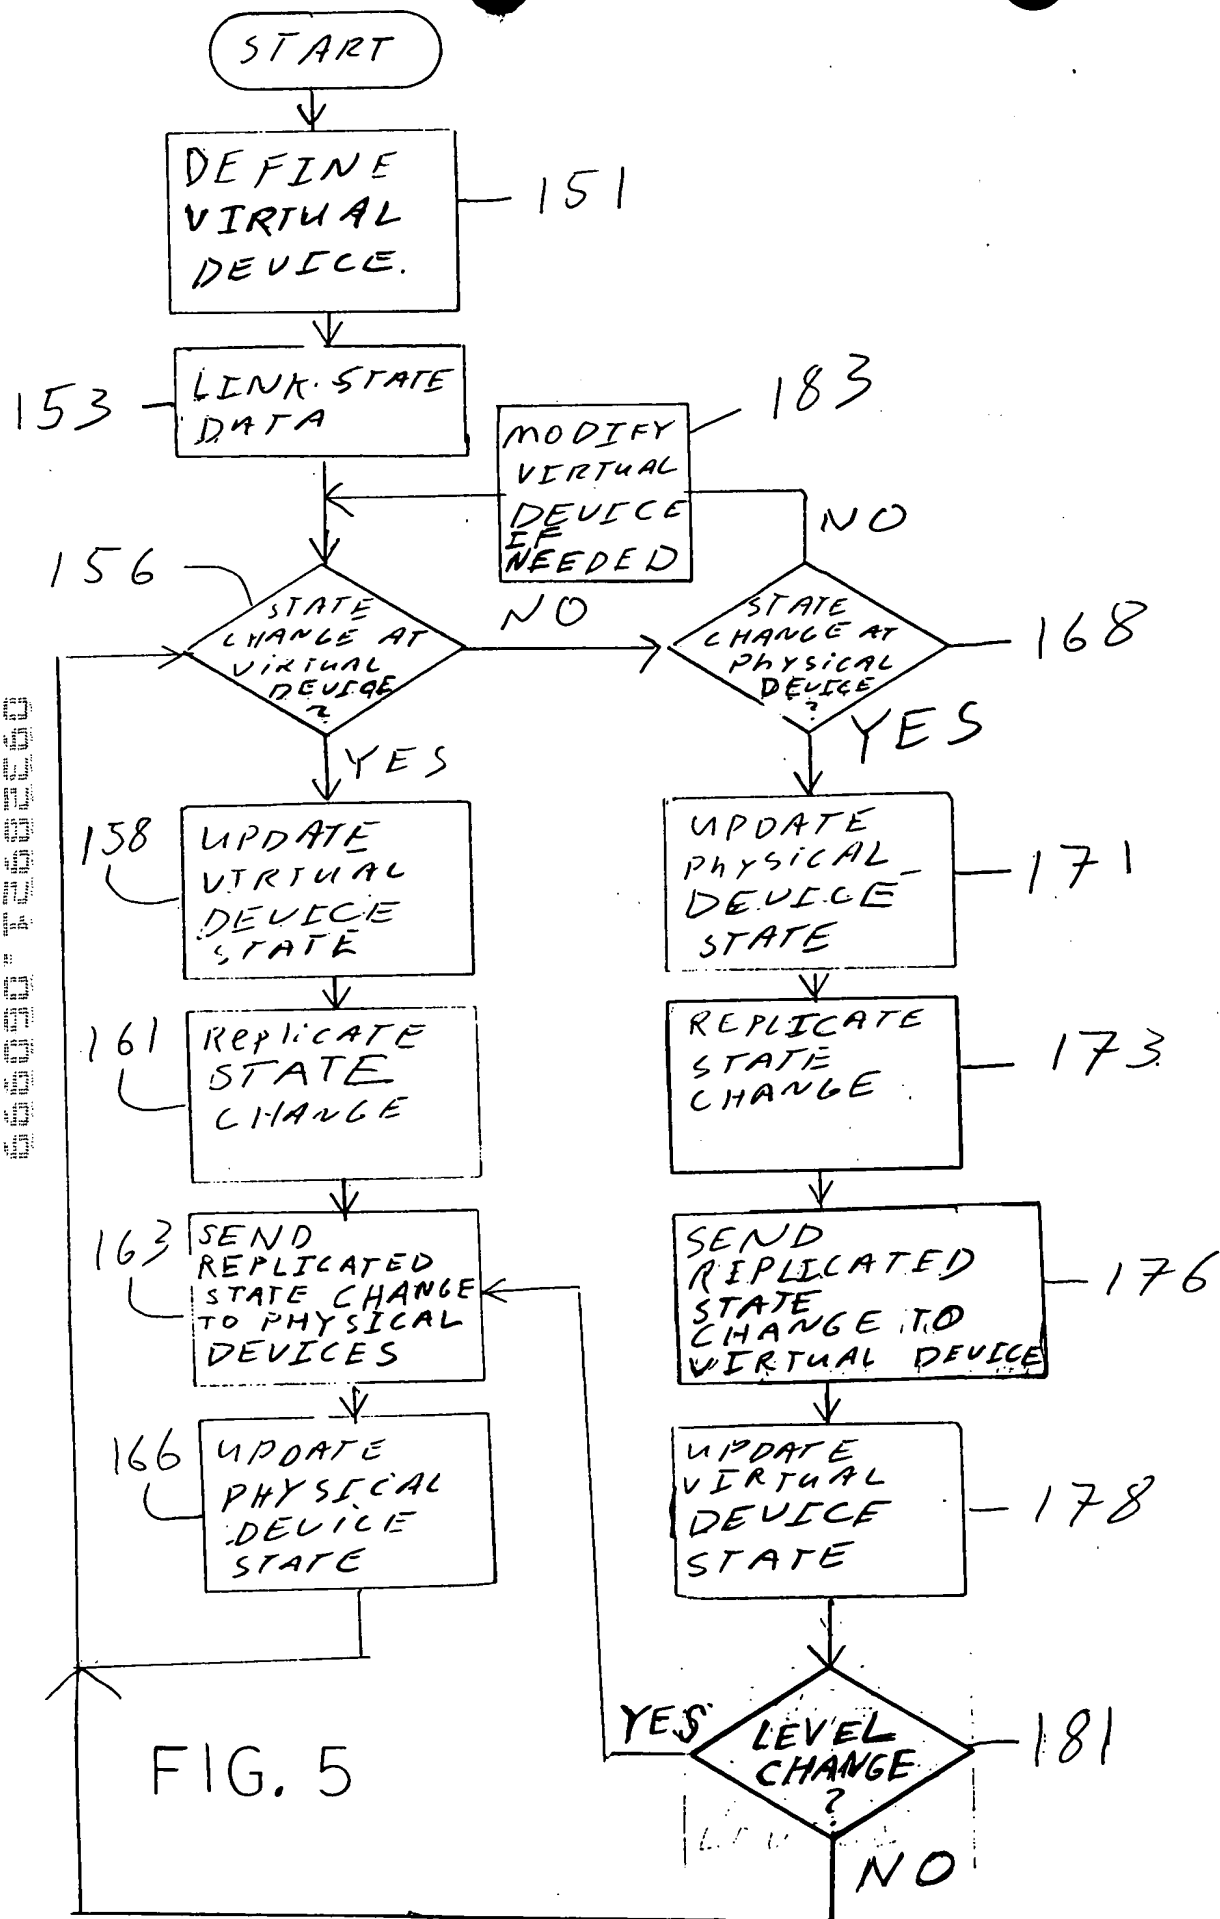 START
DEFINE
VIRTUAL
DEVICE.
151
LINK STATE
DATA
153
183
MODIFY
VIRTUAL
DEVICE
IF
NEEDED
NO
156
STATE
CHANGE AT
VIRTUAL
DEVICE
?
NO
STATE
CHANGE AT
PHYSICAL
DEVICE
?
168
YES
YES
158
UPDATE
VIRTUAL
DEVICE
STATE
UPDATE
PHYSICAL
DEVICE
STATE
171
161
REPLICATE
STATE
CHANGE
REPLICATE
STATE
CHANGE
173
163
SEND
REPLICATED
STATE CHANGE
TO PHYSICAL
DEVICES
SEND
RIPLICATED
STATE
CHANGE TO
VIRTUAL DEVICE
176
166
UPDATE
PHYSICAL
DEVICE
STATE
UPDATE
VIRTUAL
DEVICE
STATE
178
YES
LEVEL
CHANGE
?
181
NO
FIG. 5